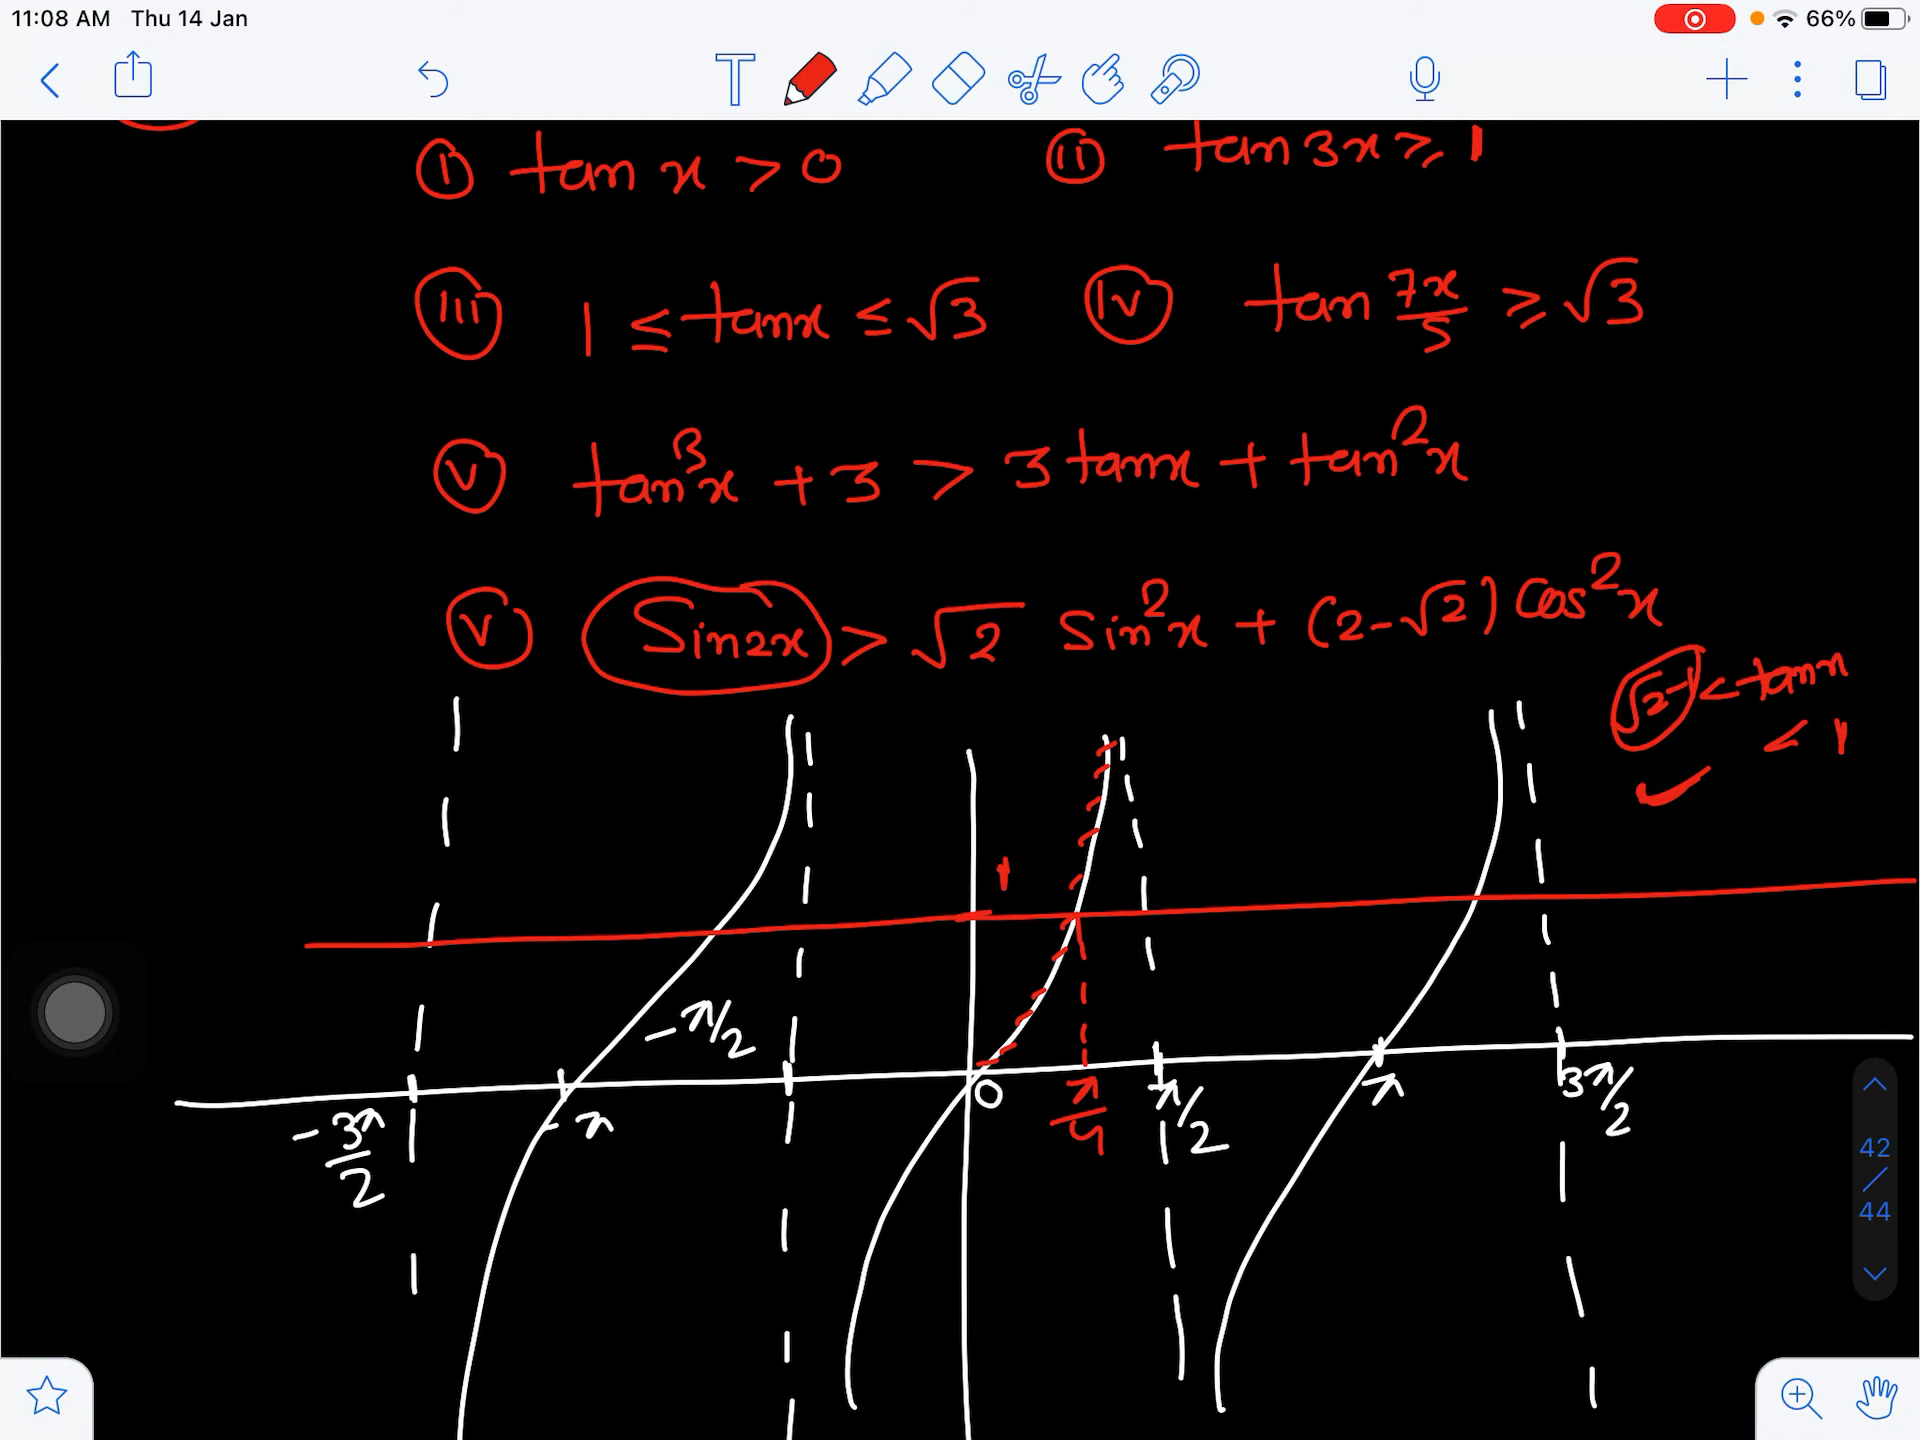 11:08 AM Thu 14 Jan 66%
T
(i) tan x > 0 (ii) tan 3x ≥ 1
(iii) 1 ≤ tan x ≤ √3 (iv) tan 7x/5 ≥ √3
(v) tan³x + 3 > 3 tan x + tan²x
(v) Sin2x > √2 Sin²x + (2-√2) Cos²x
√2-1 < tan x
< 1
1
-π/2
0
π/4
π/2
π
3π/2
-3π/2
-π
42
/
44